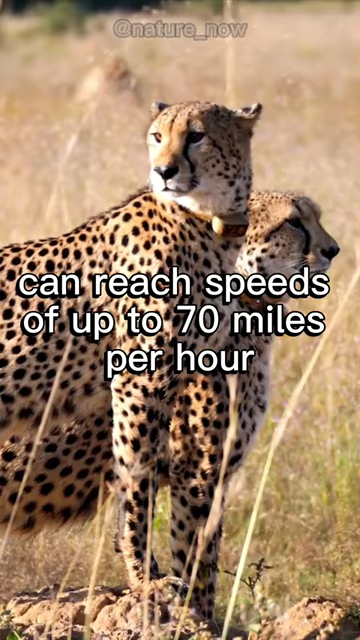 @nature_now
can reach speeds
of up to 70 miles
per hour